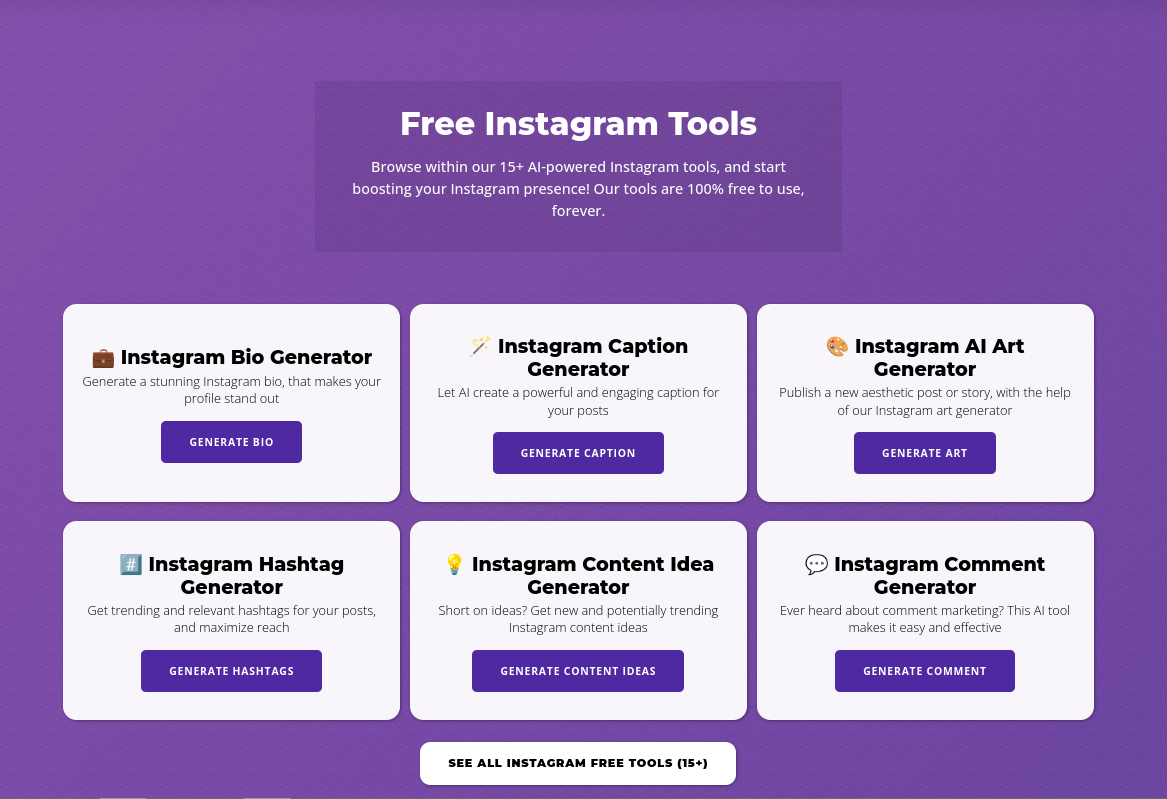 Free Instagram Tools
Browse within our 15+ AI-powered Instagram tools, and start
boosting your Instagram presence! Our tools are 100% free to use,
forever.
💼 Instagram Bio Generator
Generate a stunning Instagram bio, that makes your
profile stand out
GENERATE BIO
🪄 Instagram Caption
Generator
Let AI create a powerful and engaging caption for
your posts
GENERATE CAPTION
🎨 Instagram AI Art
Generator
Publish a new aesthetic post or story, with the help
of our Instagram art generator
GENERATE ART
#️⃣ Instagram Hashtag
Generator
Get trending and relevant hashtags for your posts,
and maximize reach
GENERATE HASHTAGS
💡 Instagram Content Idea
Generator
Short on ideas? Get new and potentially trending
Instagram content ideas
GENERATE CONTENT IDEAS
💬 Instagram Comment
Generator
Ever heard about comment marketing? This AI tool
makes it easy and effective
GENERATE COMMENT
SEE ALL INSTAGRAM FREE TOOLS (15+)